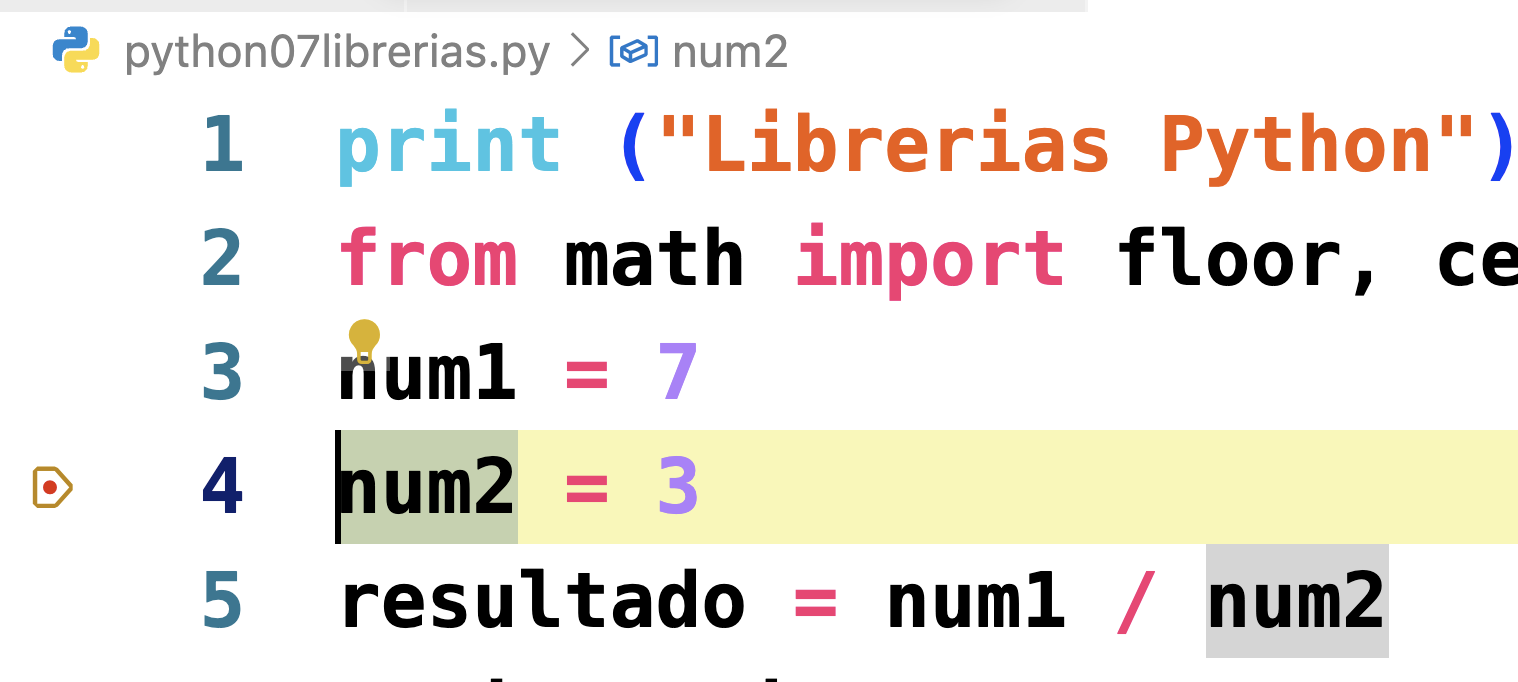 python07librerias.py > num2
1 print ("Librerias Python")
2 from math import floor, ce
3 num1 = 7
4 num2 = 3
5 resultado = num1 / num2